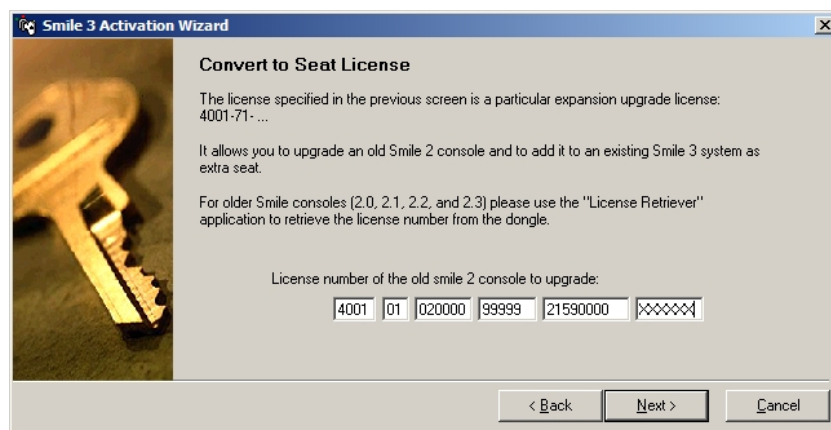 Smile 3 Activation Wizard
Convert to Seat License
The license specified in the previous screen is a particular expansion upgrade license:
4001-71- ...
It allows you to upgrade an old Smile 2 console and to add it to an existing Smile 3 system as
extra seat.
For older Smile consoles (2.0, 2.1, 2.2, and 2.3) please use the "License Retriever"
application to retrieve the license number from the dongle.
License number of the old smile 2 console to upgrade:
4001 01 020000 99999 21590000 XXXXXX
< Back Next > Cancel